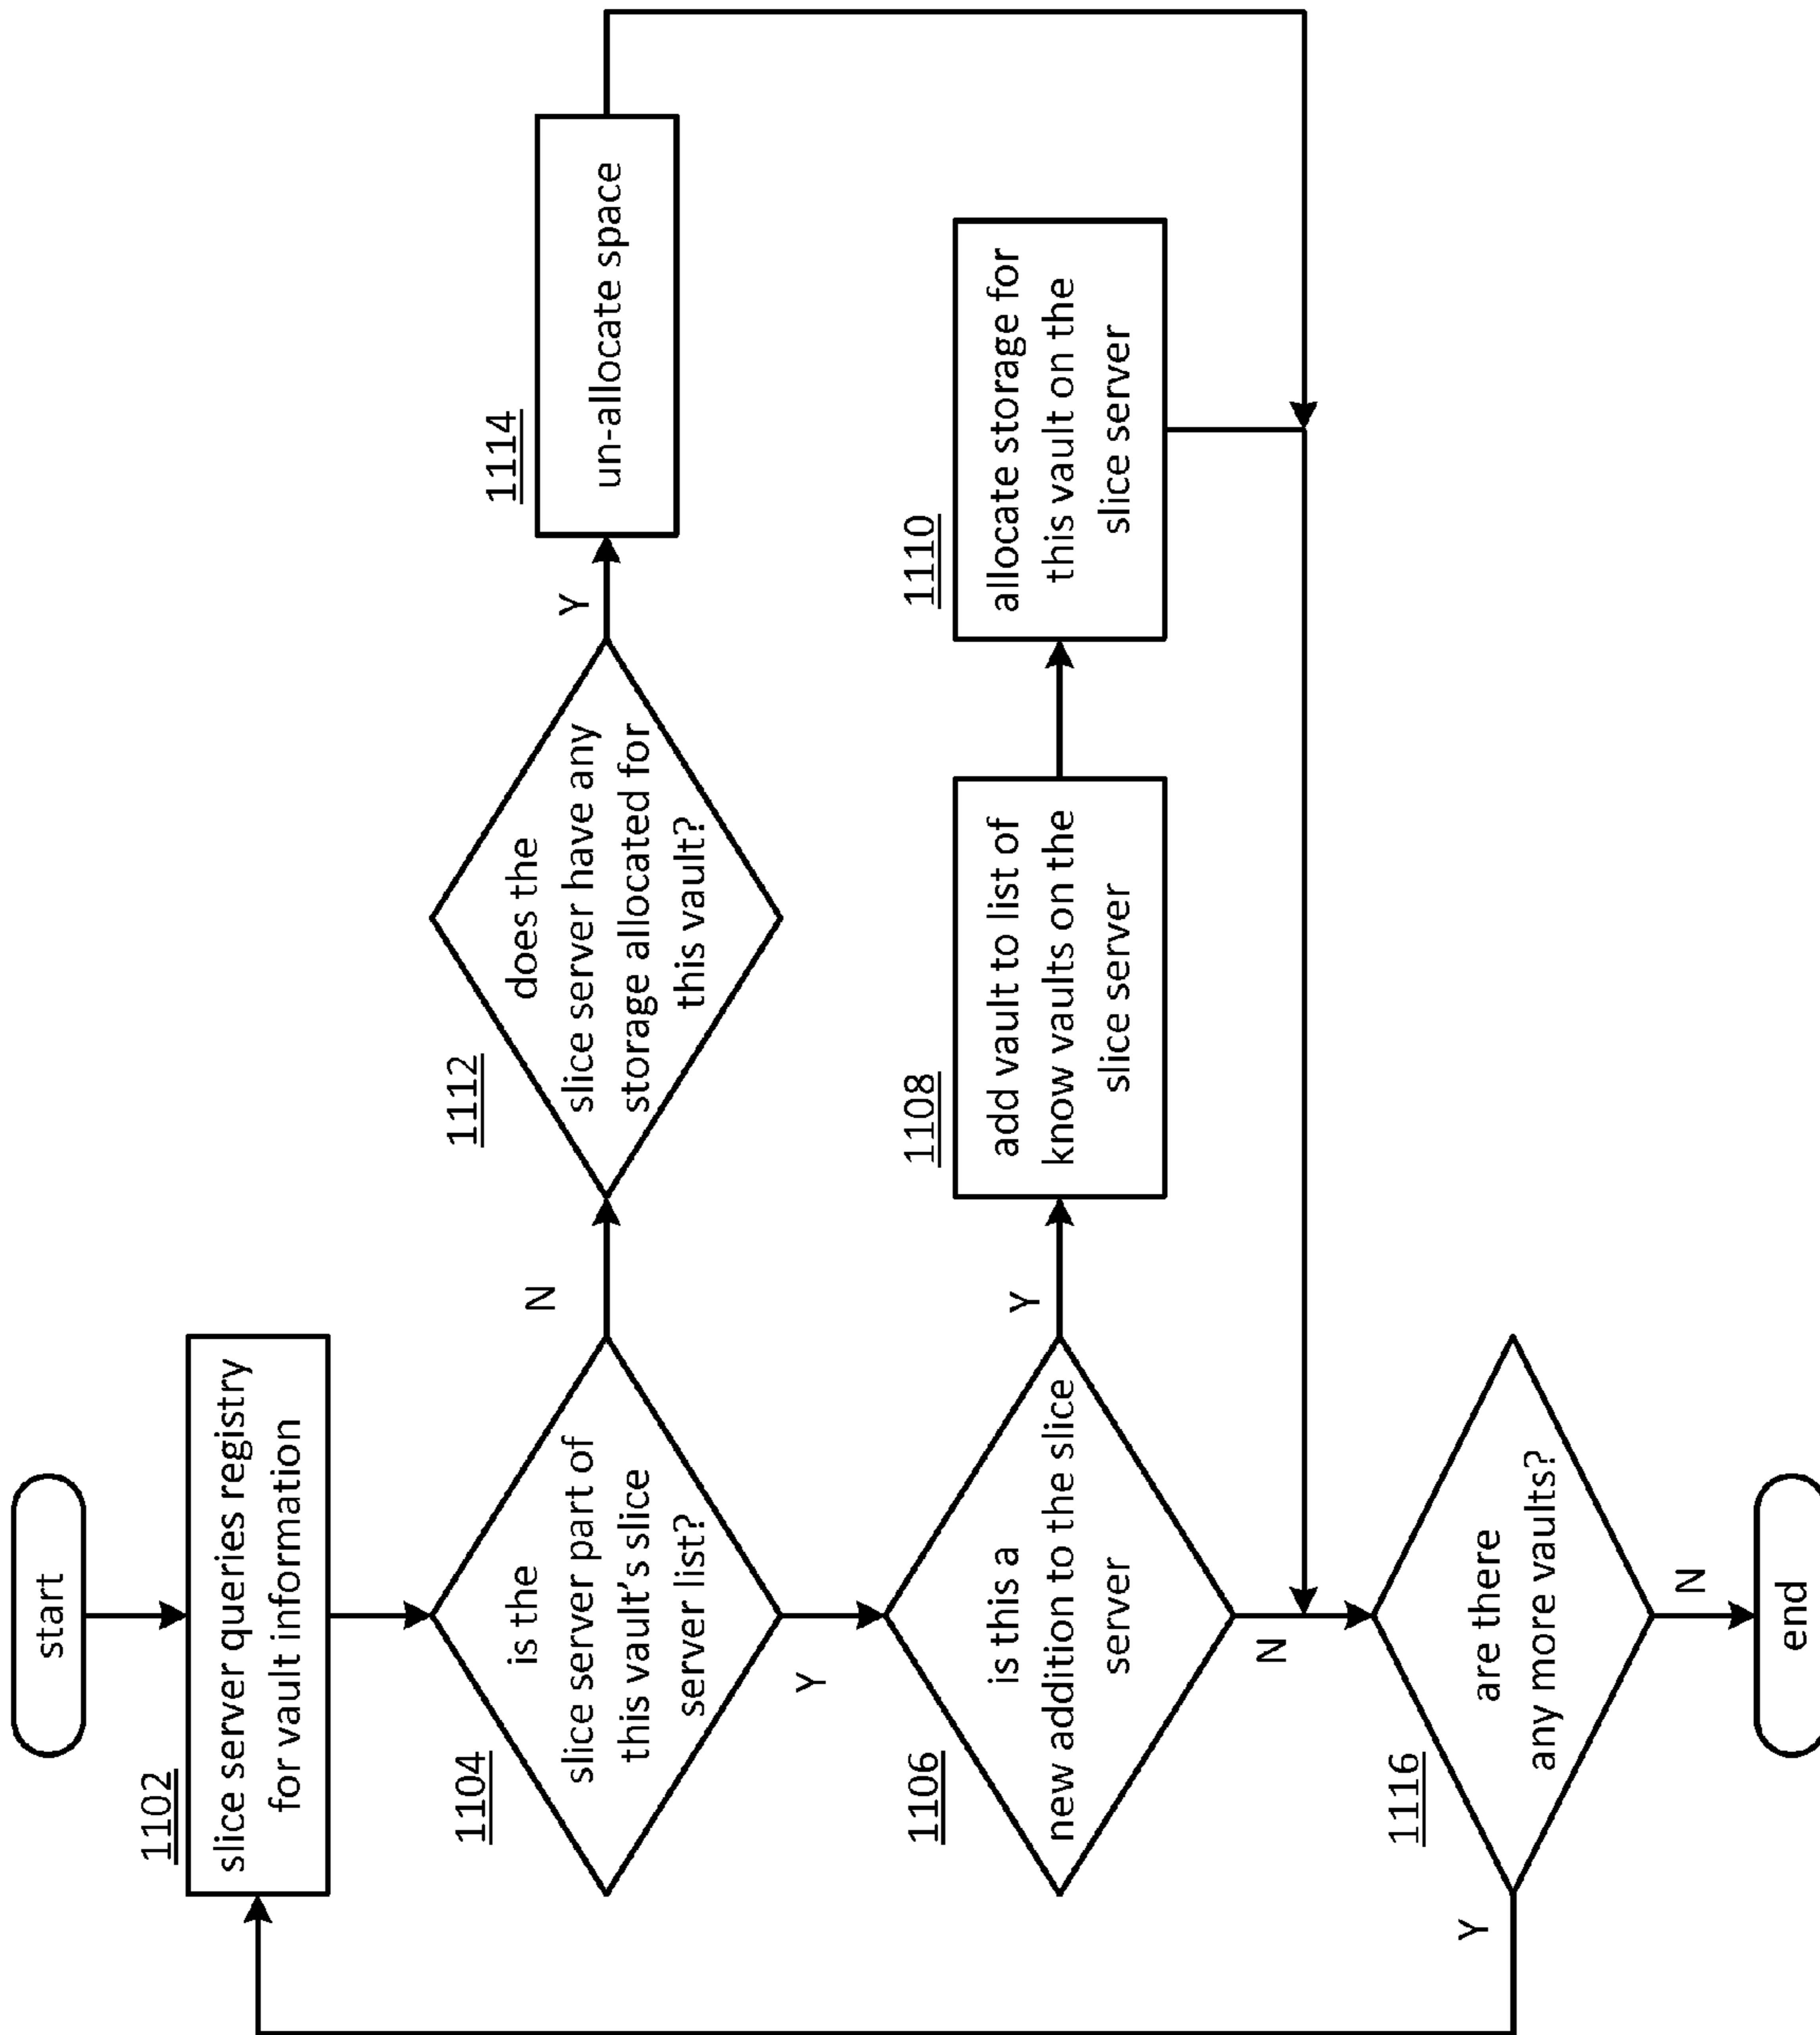 start
1102
slice server queries registry
for vault information
1104
is the
slice server part of
this vault's slice
server list?
N
1112
does the
slice server have any
storage allocated for
this vault?
Y
1114
un-allocate space
Y
1106
is this a
new addition to the slice
server
Y
1108
add vault to list of
know vaults on the
slice server
1110
allocate storage for
this vault on the
slice server
N
1116
are there
any more vaults?
Y
N
end